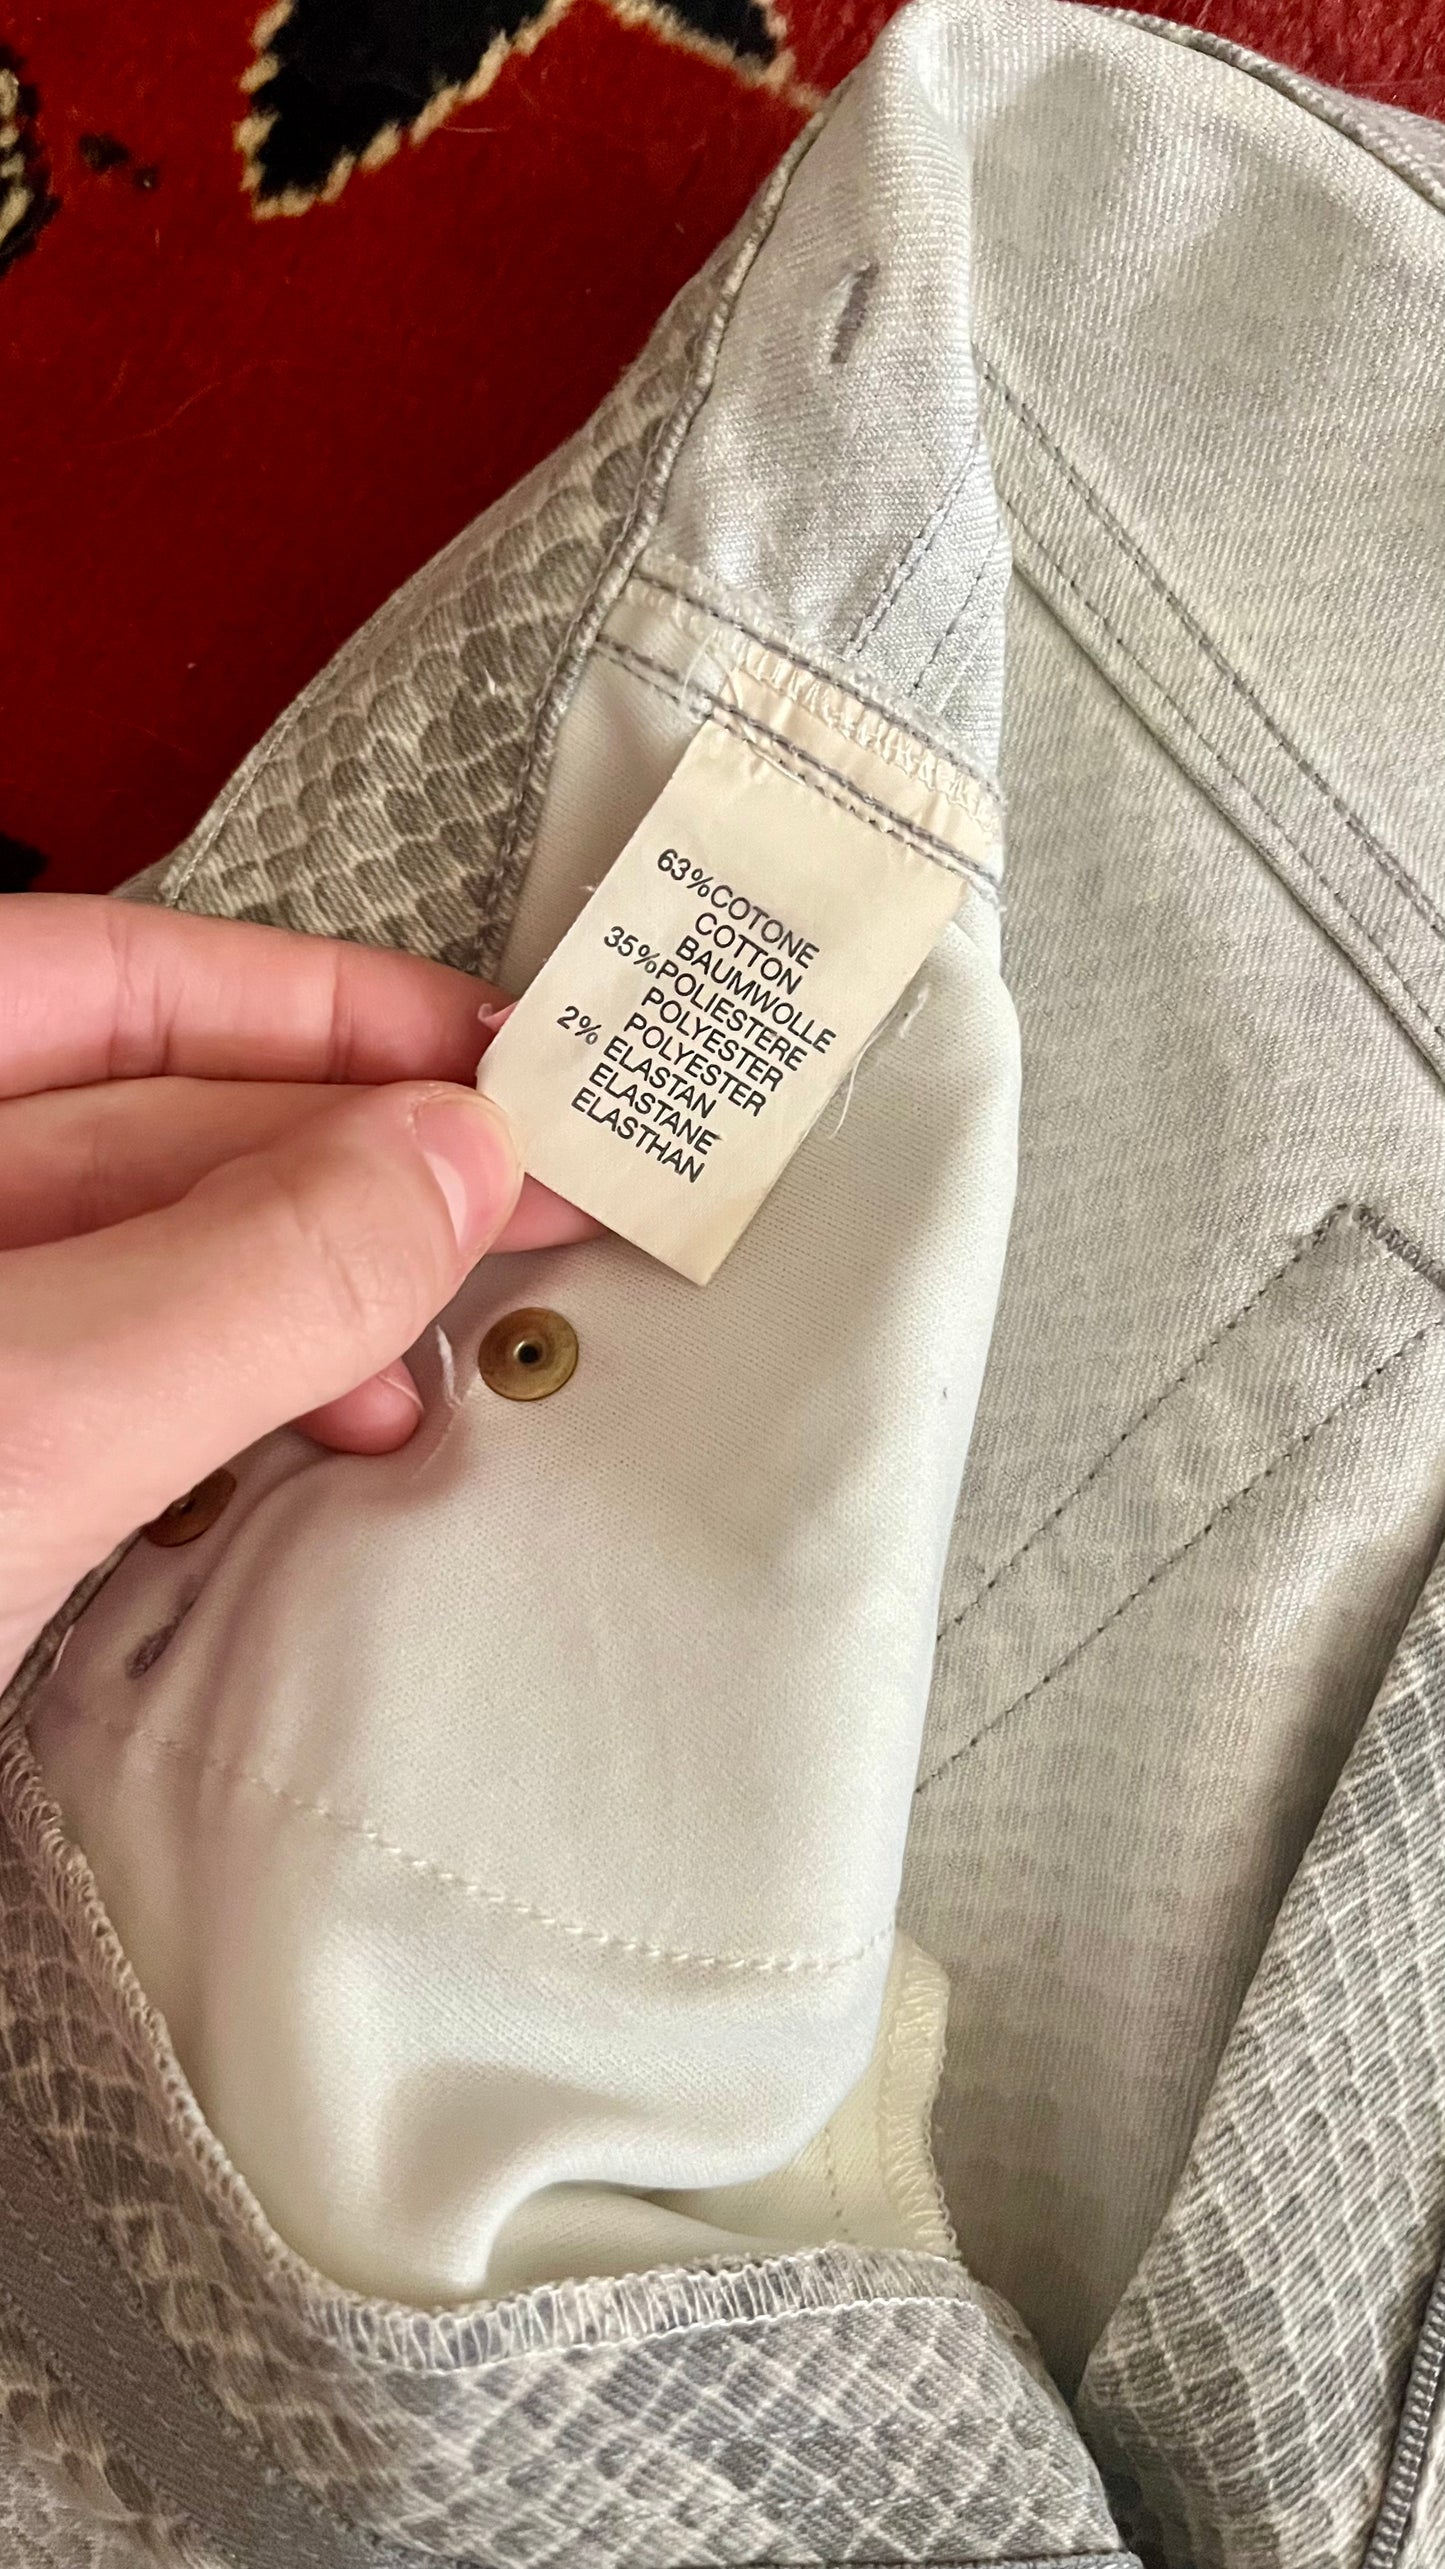 63%COTONE
COTTON
BAUMWOLLE
35%POLIESTERE
POLYESTER
POLYESTER
2% ELASTAN
ELASTANE
ELASTHAN